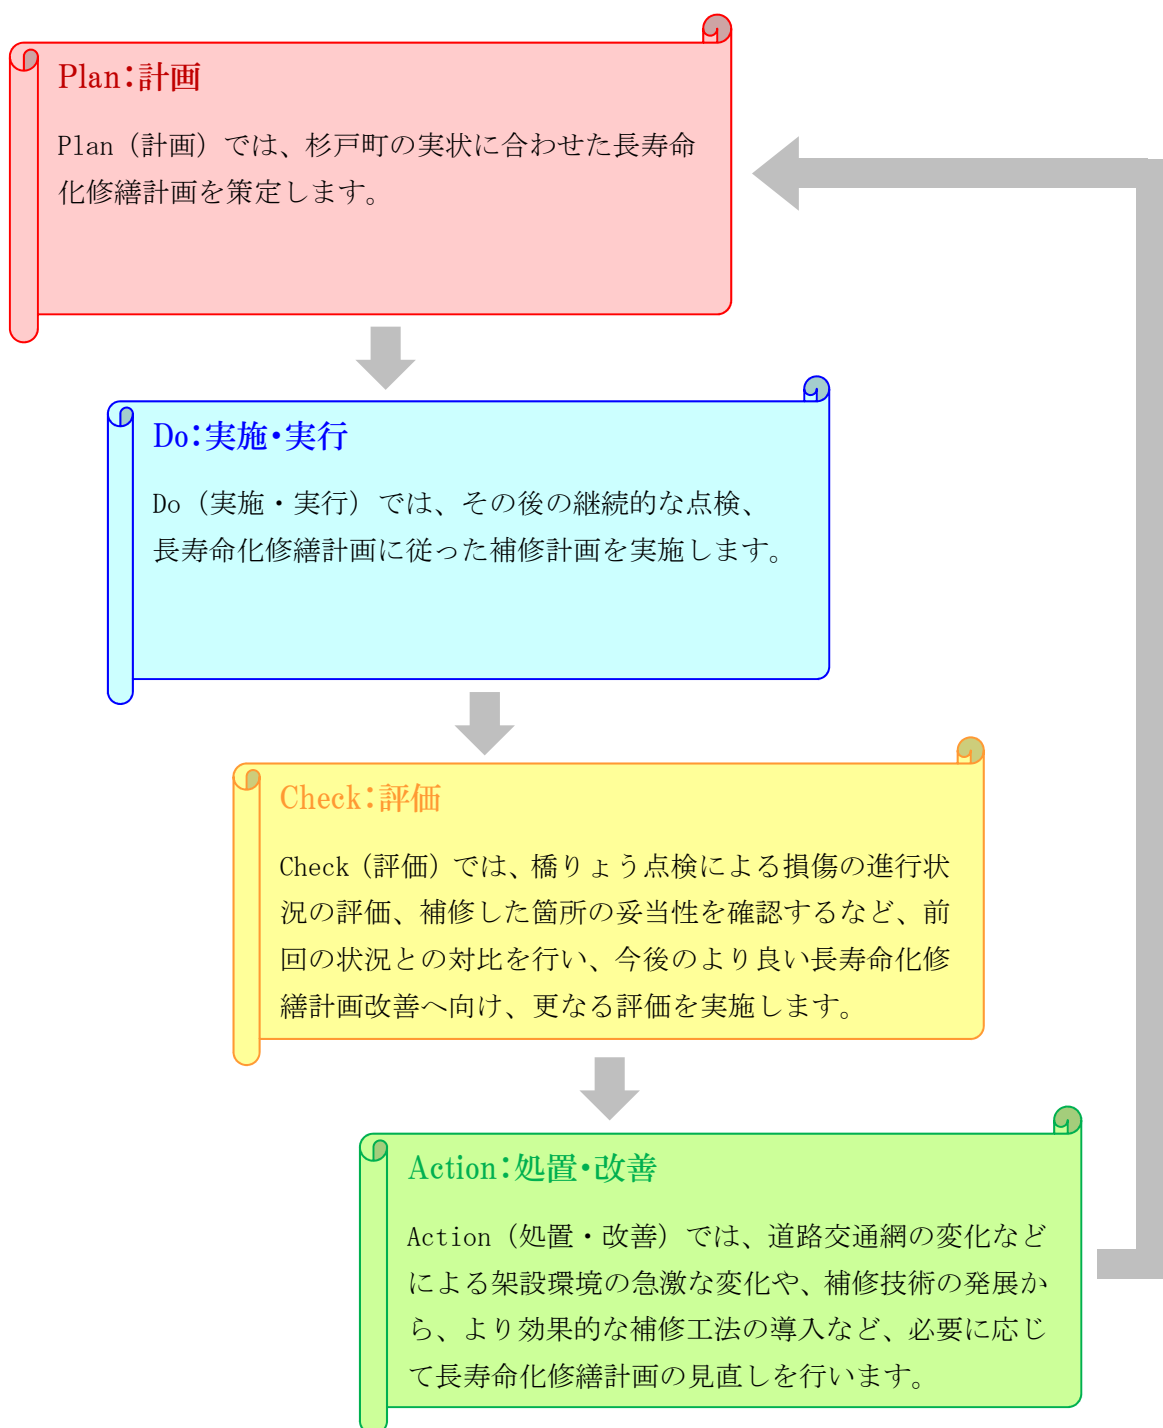 Plan：計画
Plan（計画）では、杉戸町の実状に合わせた長寿命
化修繕計画を策定します。
Do：実施・実行
Do（実施・実行）では、その後の継続的な点検、
長寿命化修繕計画に従った補修計画を実施します。
Check：評価
Check（評価）では、橋りょう点検による損傷の進行状
況の評価、補修した箇所の妥当性を確認するなど、前
回の状況との対比を行い、今後のより良い長寿命化修
繕計画改善へ向け、更なる評価を実施します。
Action：処置・改善
Action（処置・改善）では、道路交通網の変化など
による架設環境の急激な変化や、補修技術の発展か
ら、より効果的な補修工法の導入など、必要に応じ
て長寿命化修繕計画の見直しを行います。